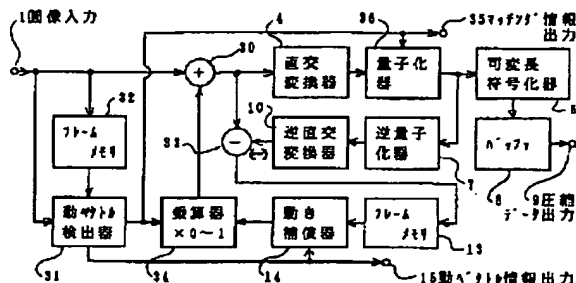 1画像入力
30
4
36
35マッチング情報
出力
+
直交
変換器
量子化
器
可変長
符号化器
6
32
フレーム
メモリ
33
−
(−)
10
逆直交
変換器
逆量子
化器
7
バッファ
8
9圧縮
データ出力
動ベクトル
検出器
31
乗算器
×0~1
34
動き
補償器
14
フレーム
メモリ
13
15動ベクトル情報出力